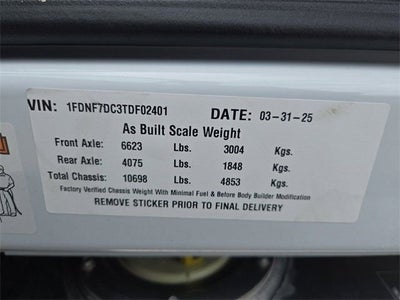 VIN: 1FDNF7DC3TDF02401 DATE: 03-31-25
As Built Scale Weight
Front Axle: 6623 Lbs. 3004 Kgs.
Rear Axle: 4075 Lbs. 1848 Kgs.
Total Chassis: 10698 Lbs. 4853 Kgs.
Factory Verified Chassis Weight With Minimal Fuel & Before Body Builder Modification
REMOVE STICKER PRIOR TO FINAL DELIVERY